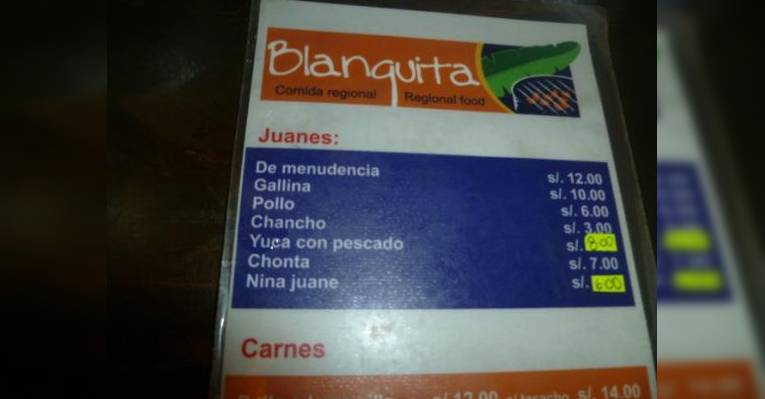 Blanquita
Comida regional Regional food
Juanes:
De menudencia s/. 12.00
Gallina s/. 10.00
Pollo s/. 6.00
Chancho s/. 3.00
Yuca con pescado s/. 8.00
Chonta s/. 7.00
Nina juane s/. 6.00
Carnes
s/ 12.00 c/tacacho s/. 14.00